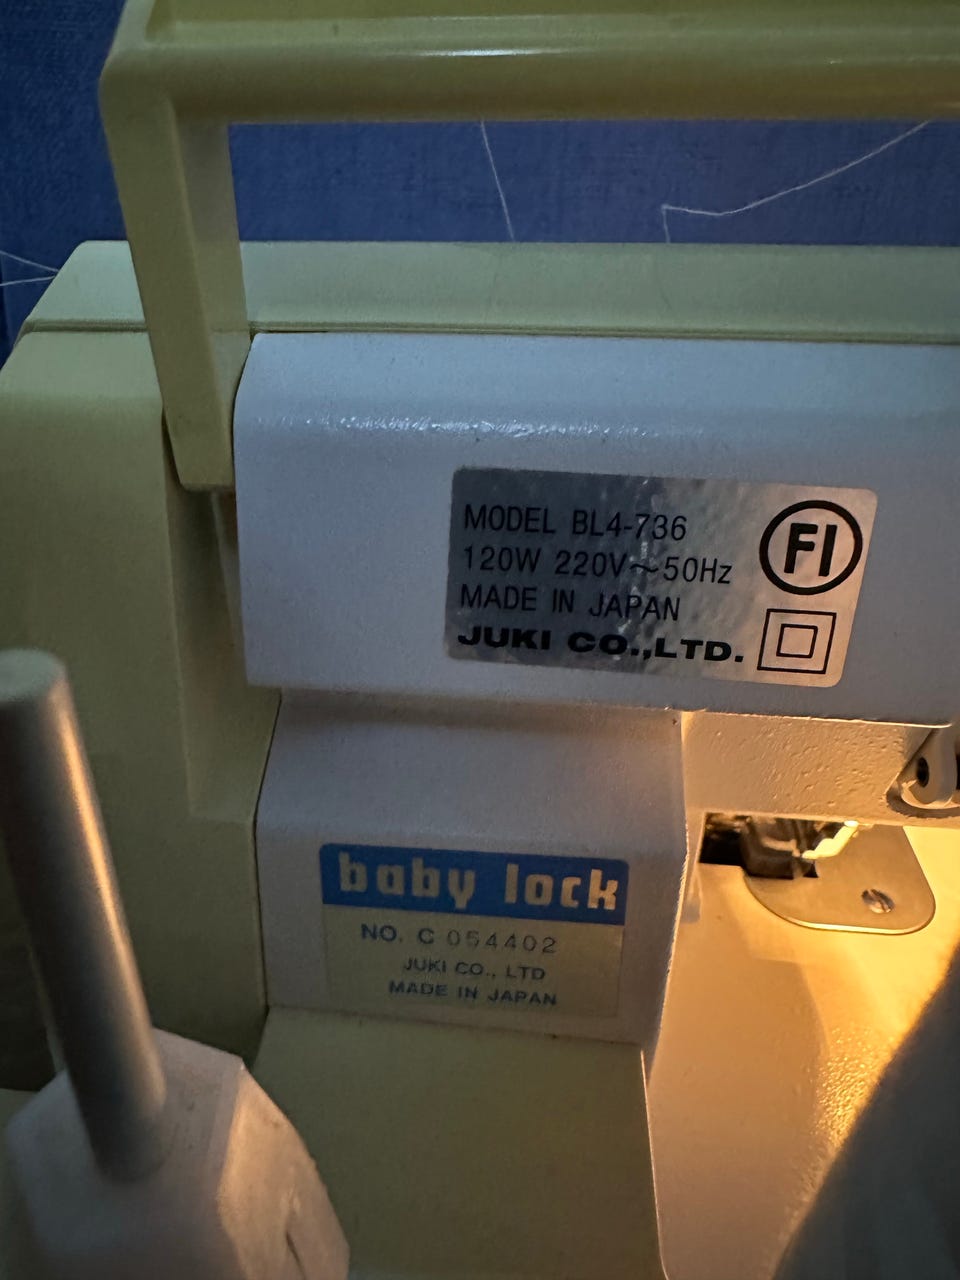 MODEL BL4-736
120W 220V~50Hz
MADE IN JAPAN
JUKI CO.,LTD.
FI
baby lock
NO. C 054402
JUKI CO., LTD
MADE IN JAPAN